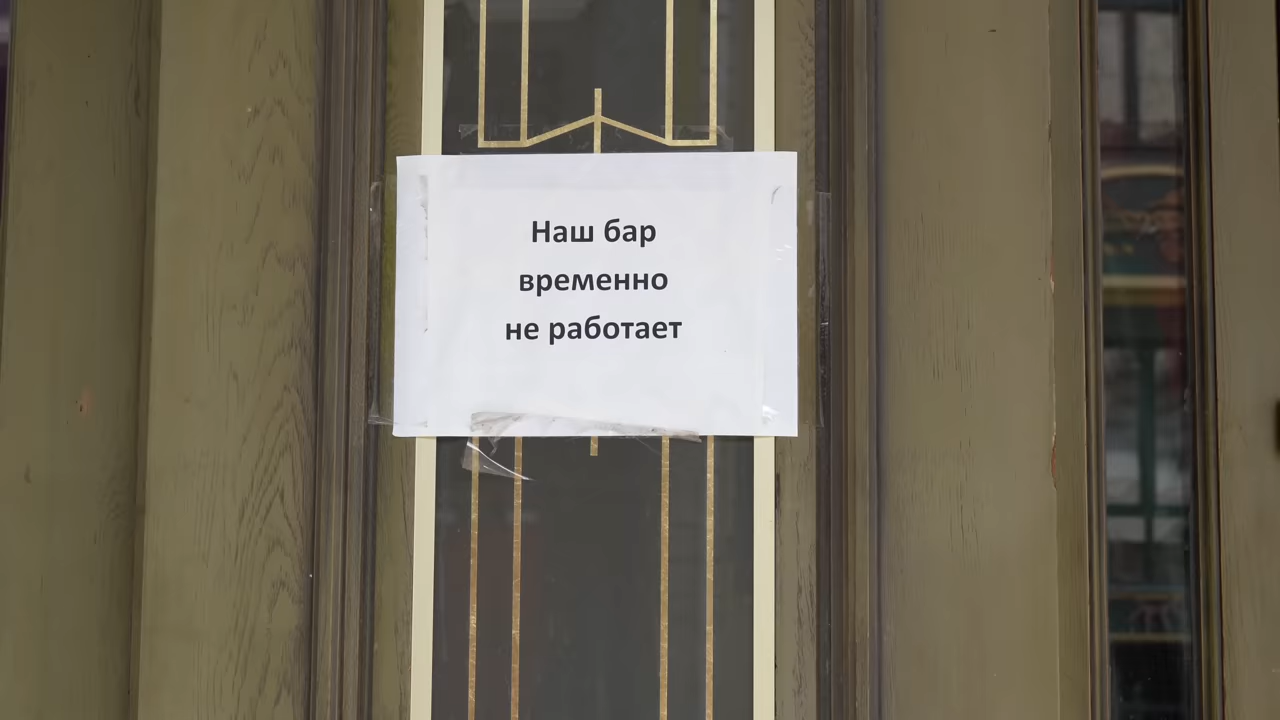 Наш бар
временно
не работает